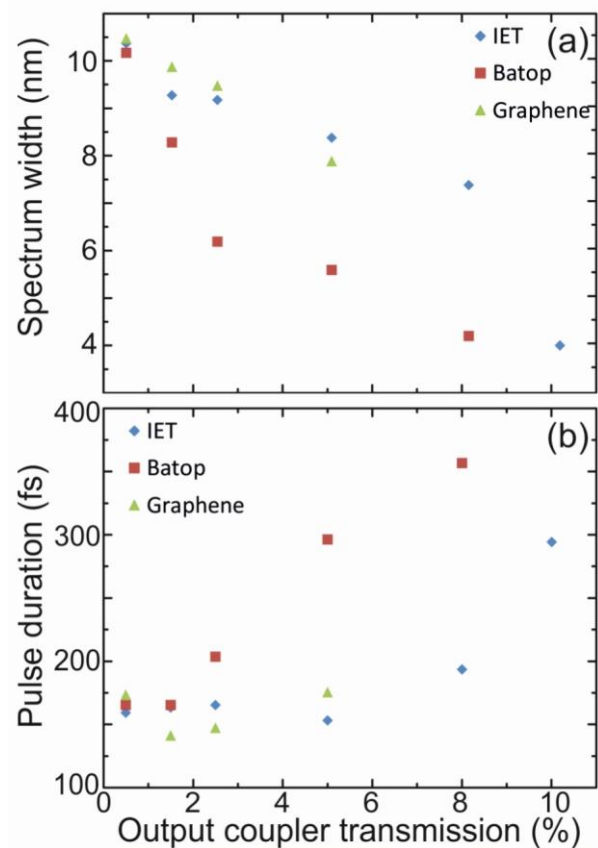 (a)
IET
Batop
Graphene
10
8
6
4
Spectrum width (nm)
(b)
IET
Batop
Graphene
400
300
200
100
Pulse duration (fs)
0 2 4 6 8 10
Output coupler transmission (%)